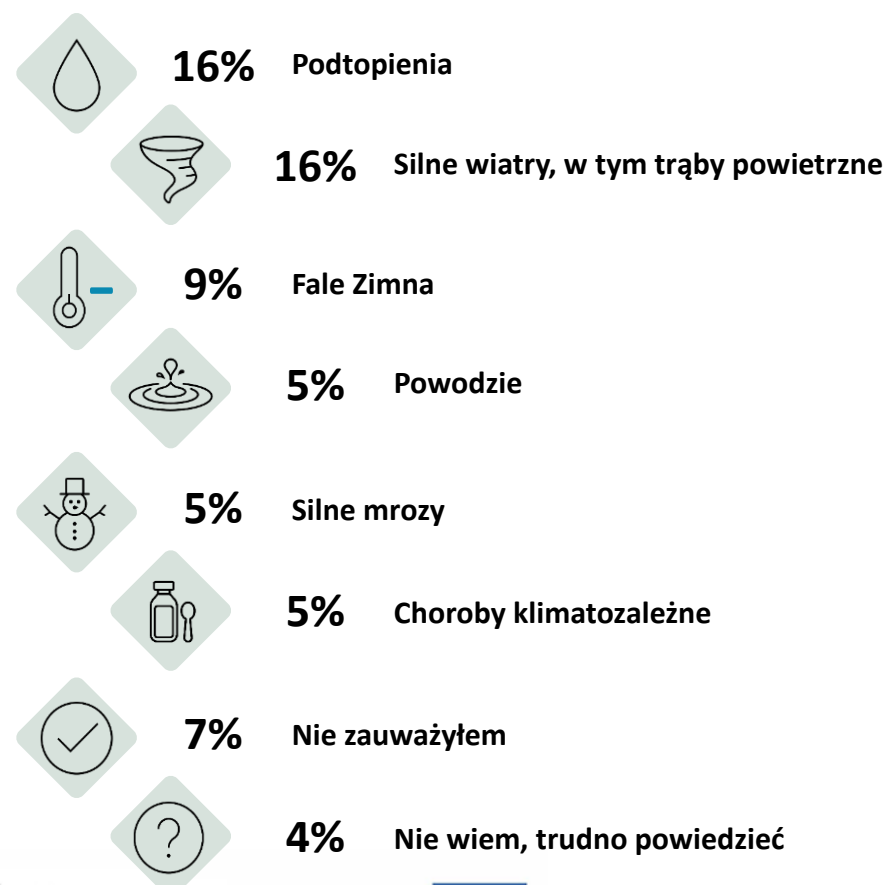 16% Podtopienia
16% Silne wiatry, w tym trąby powietrzne
9% Fale Zimna
5% Powodzie
5% Silne mrozy
5% Choroby klimatozależne
7% Nie zauważyłem
4% Nie wiem, trudno powiedzieć